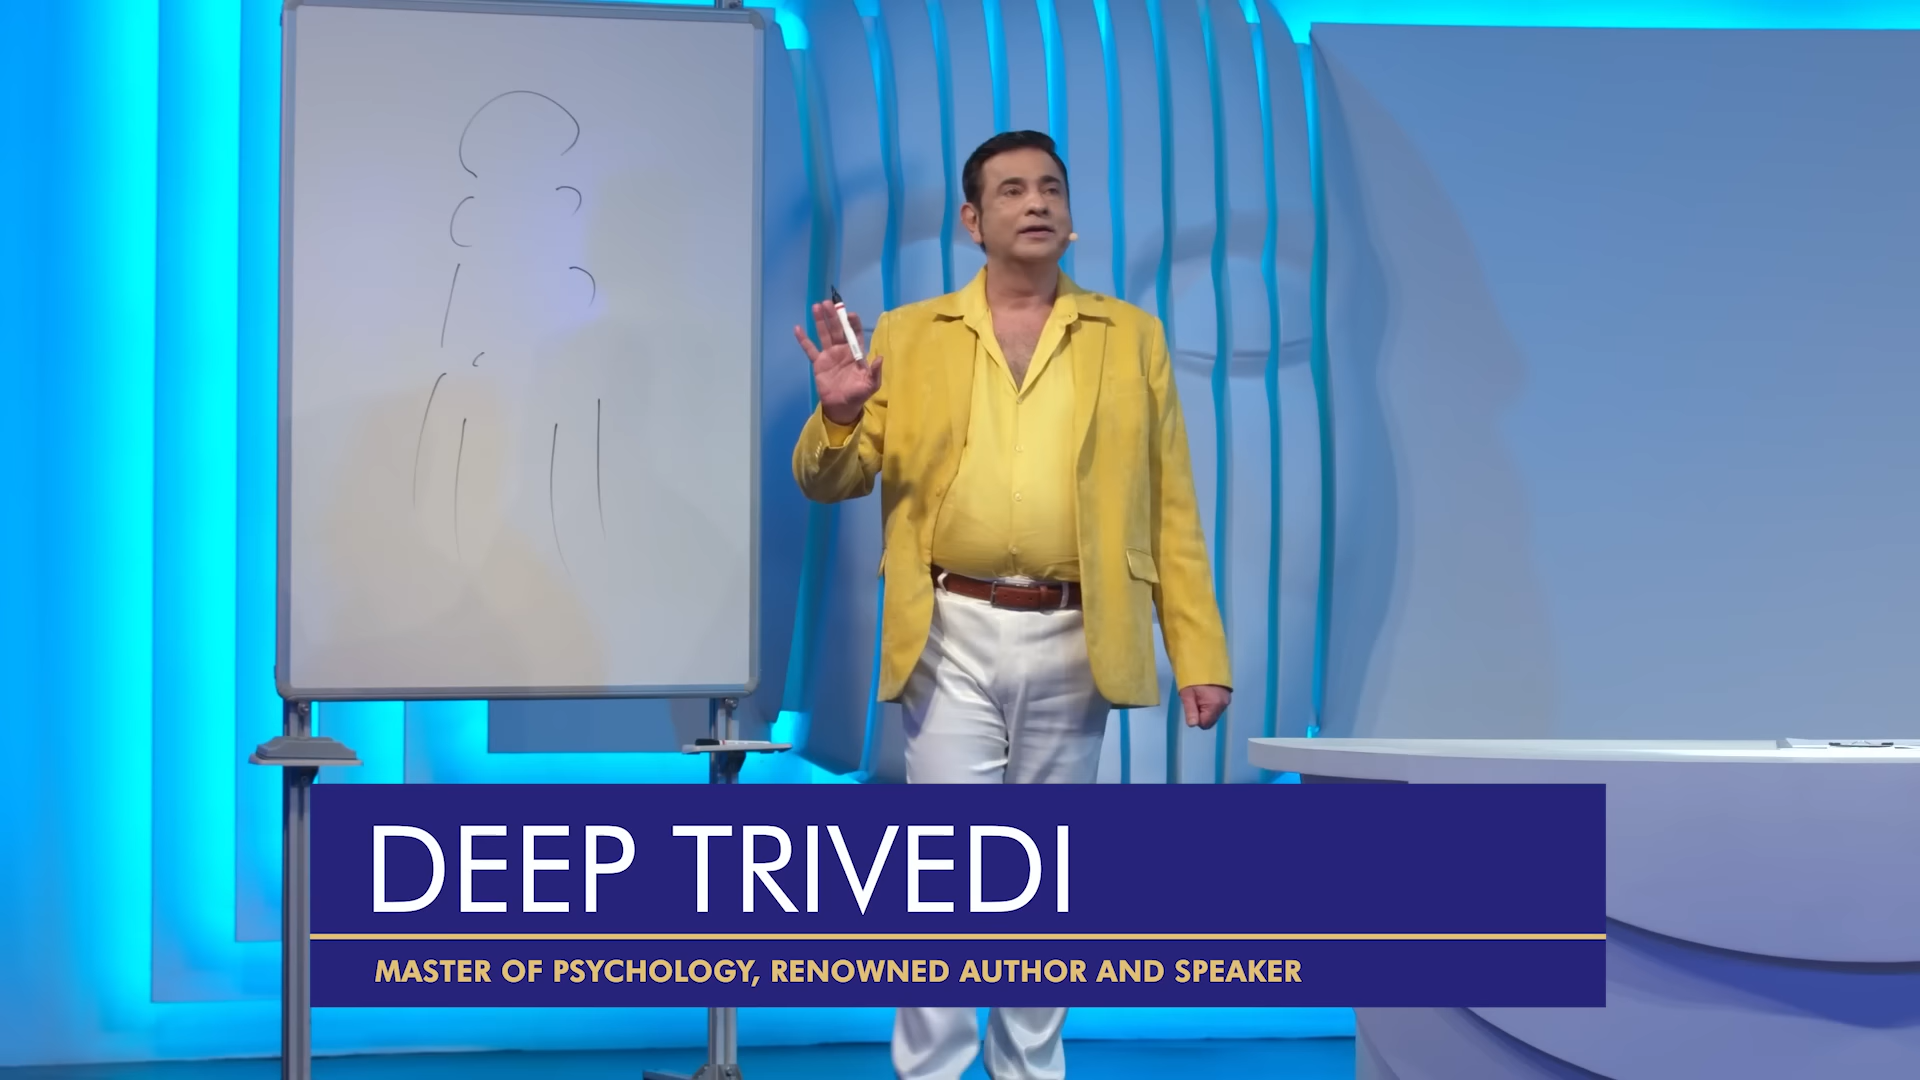 DEEP TRIVEDI
MASTER OF PSYCHOLOGY, RENOWNED AUTHOR AND SPEAKER